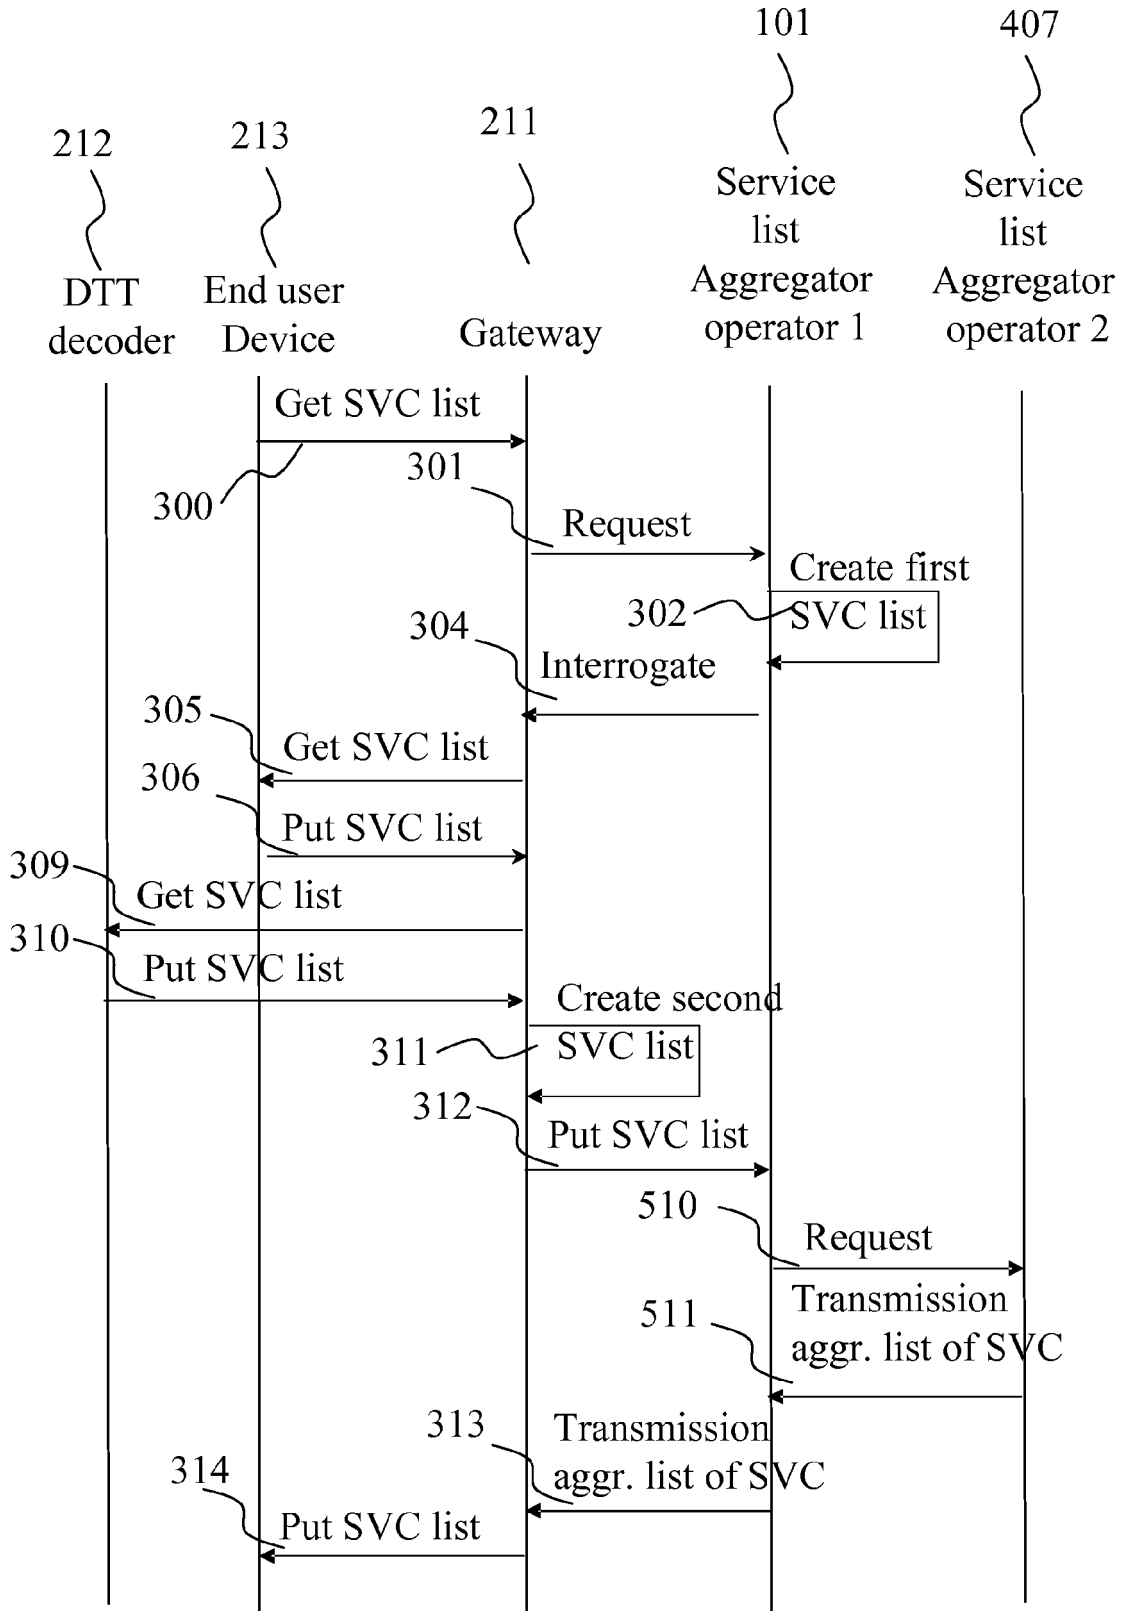 101
407
212
213
211
Service
list
Aggregator
operator 1
Service
list
Aggregator
operator 2
DTT
decoder
End user
Device
Gateway
Get SVC list
300
301
Request
Create first
SVC list
302
304
Interrogate
305
Get SVC list
306
Put SVC list
309
Get SVC list
310
Put SVC list
Create second
SVC list
311
312
Put SVC list
510
Request
511
Transmission
aggr. list of SVC
313
Transmission
aggr. list of SVC
314
Put SVC list